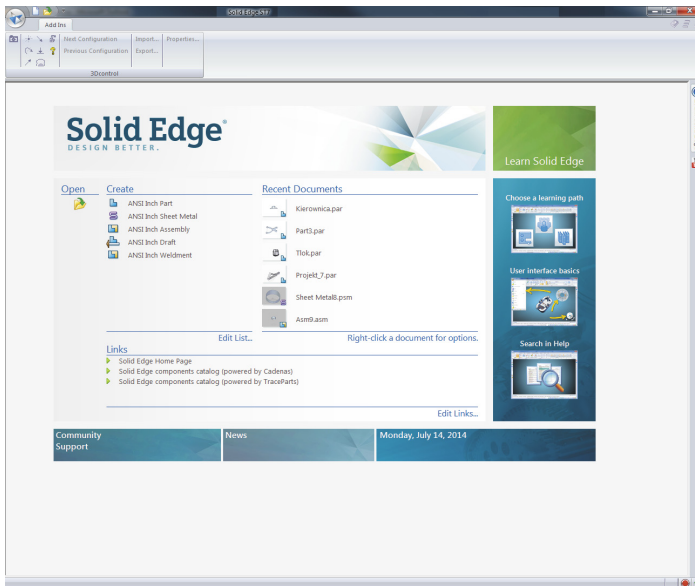 Solid Edge ST7
Add Ins
Next Configuration
Import...
Properties...
Previous Configuration
Export...
3Dcontrol
Solid Edge®
DESIGN BETTER.
Learn Solid Edge
Open
Create
ANSI Inch Part
ANSI Inch Sheet Metal
ANSI Inch Assembly
ANSI Inch Draft
ANSI Inch Weldment
Edit List...
Recent Documents
Kierownica.par
Part3.par
Tlok.par
Projekt_7.par
Sheet Metal8.psm
Asm9.asm
Right-click a document for options.
Links
Solid Edge Home Page
Solid Edge components catalog (powered by Cadenas)
Solid Edge components catalog (powered by TraceParts)
Edit Links...
Choose a learning path
User interface basics
Search in Help
Community
Support
News
Monday, July 14, 2014